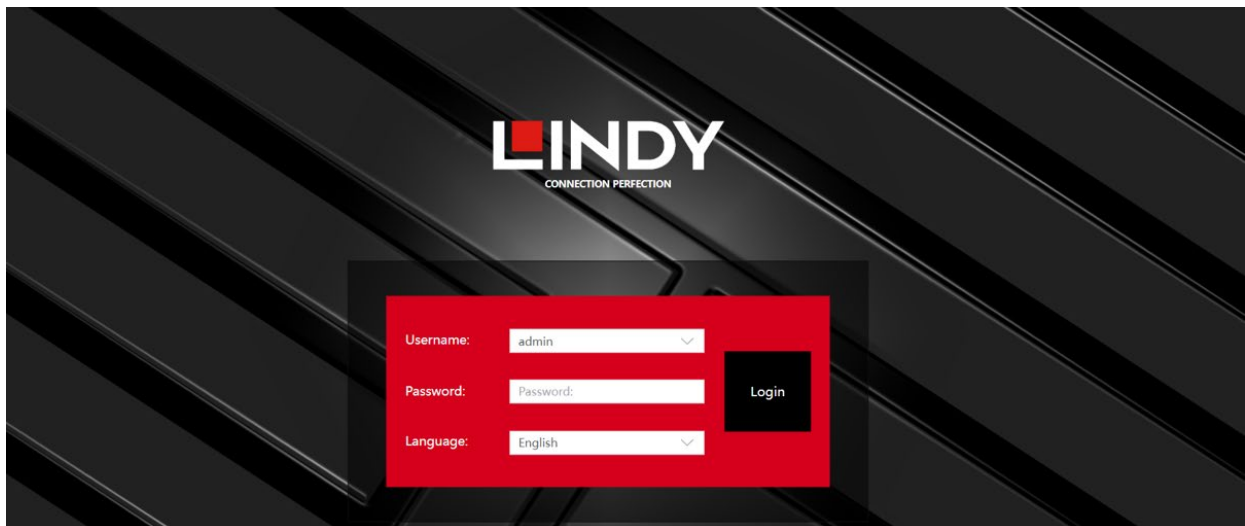 LINDY
CONNECTION PERFECTION
Username: admin
Password: Password: Login
Language: English